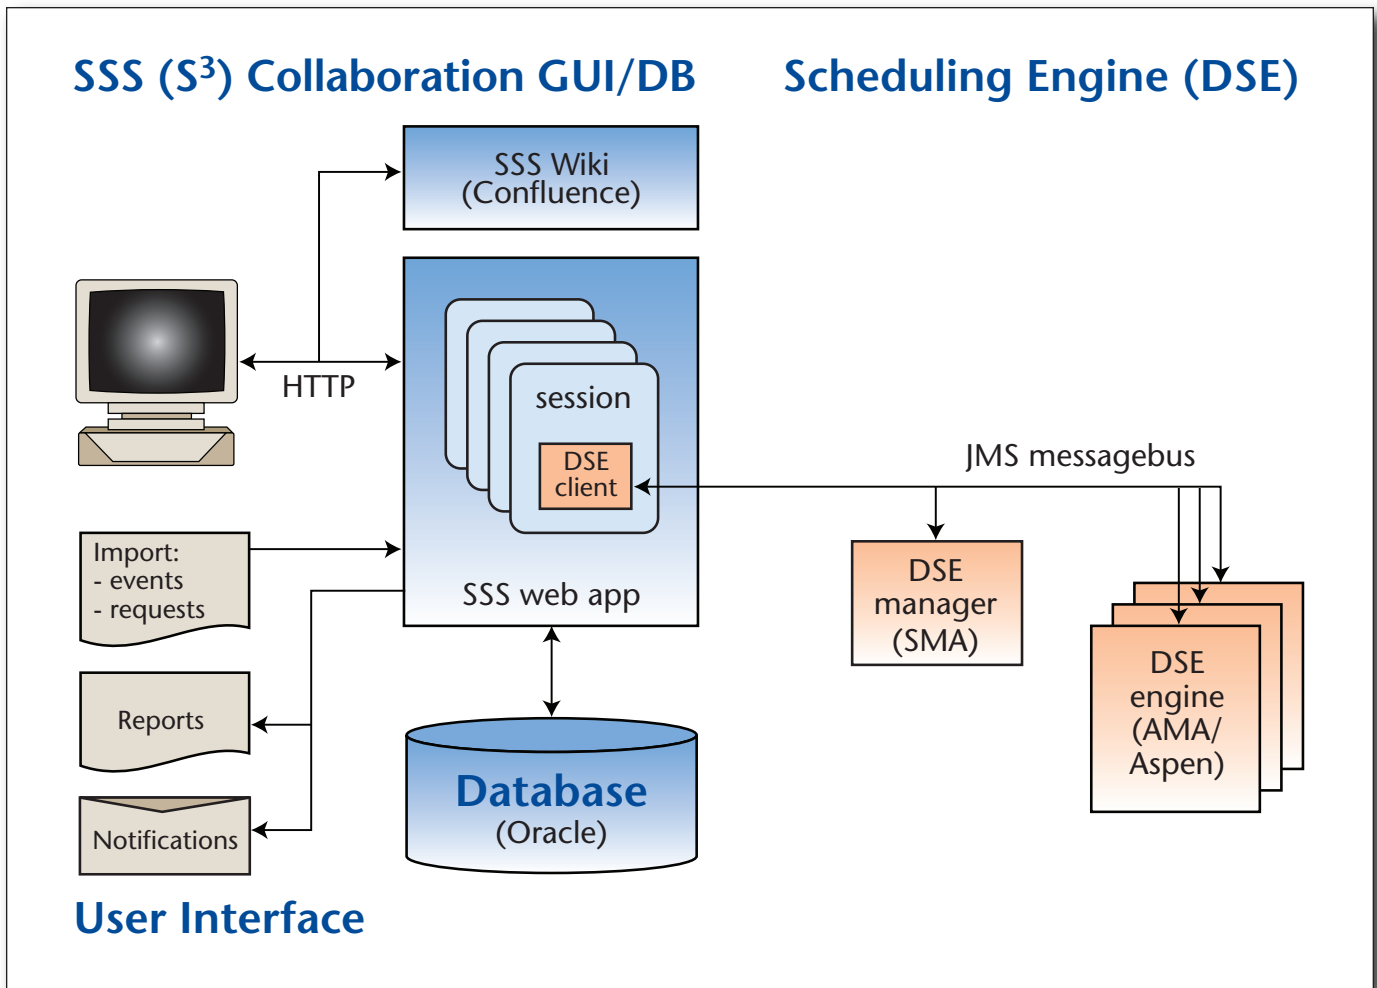 SSS (S³) Collaboration GUI/DB
Scheduling Engine (DSE)
SSS Wiki
(Confluence)
HTTP
session
DSE
client
SSS web app
JMS messagebus
DSE
manager
(SMA)
DSE
engine
(AMA/
Aspen)
Import:
- events
- requests
Reports
Notifications
Database
(Oracle)
User Interface